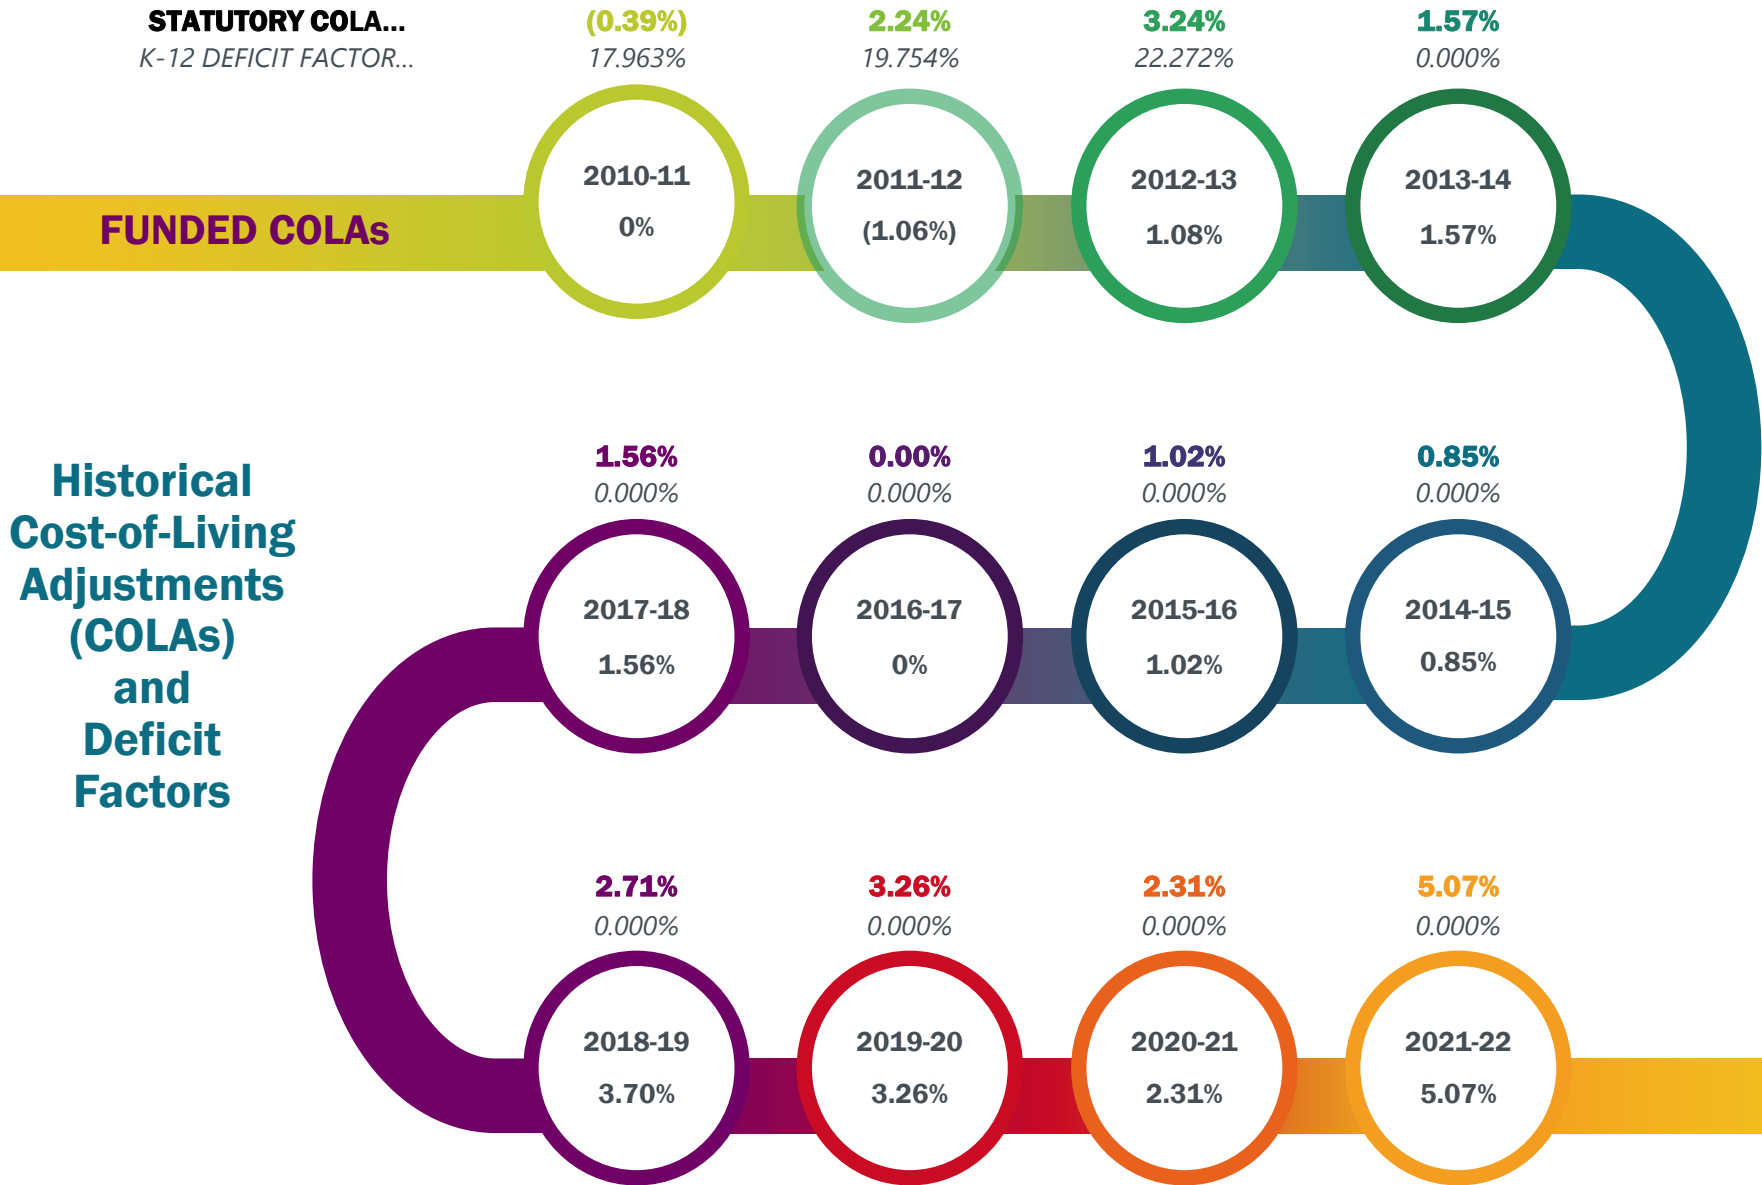 STATUTORY COLA... (0.39%) 2.24% 3.24% 1.57%
K-12 DEFICIT FACTOR... 17.963% 19.754% 22.272% 0.000%
FUNDED COLAs
2010-11
0%
2011-12
(1.06%)
2012-13
1.08%
2013-14
1.57%
Historical
Cost-of-Living
Adjustments
(COLAs)
and
Deficit
Factors
1.56% 0.00% 1.02% 0.85%
0.000% 0.000% 0.000% 0.000%
2017-18
1.56%
2016-17
0%
2015-16
1.02%
2014-15
0.85%
2.71% 3.26% 2.31% 5.07%
0.000% 0.000% 0.000% 0.000%
2018-19
3.70%
2019-20
3.26%
2020-21
2.31%
2021-22
5.07%